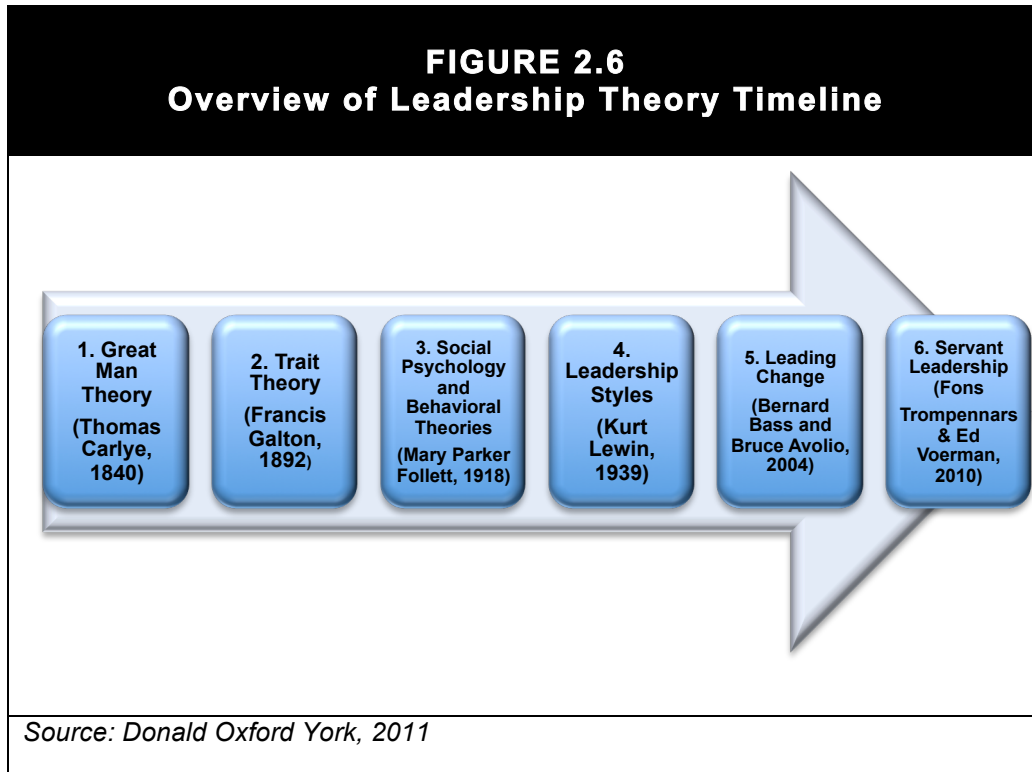 FIGURE 2.6
Overview of Leadership Theory Timeline
1. Great
Man
Theory
(Thomas
Carlye,
1840)
2. Trait
Theory
(Francis
Galton,
1892)
3. Social
Psychology
and
Behavioral
Theories
(Mary Parker
Follett, 1918)
4.
Leadership
Styles
(Kurt
Lewin,
1939)
5. Leading
Change
(Bernard
Bass and
Bruce Avolio,
2004)
6. Servant
Leadership
(Fons
Trompennars
& Ed
Voerman,
2010)
Source: Donald Oxford York, 2011